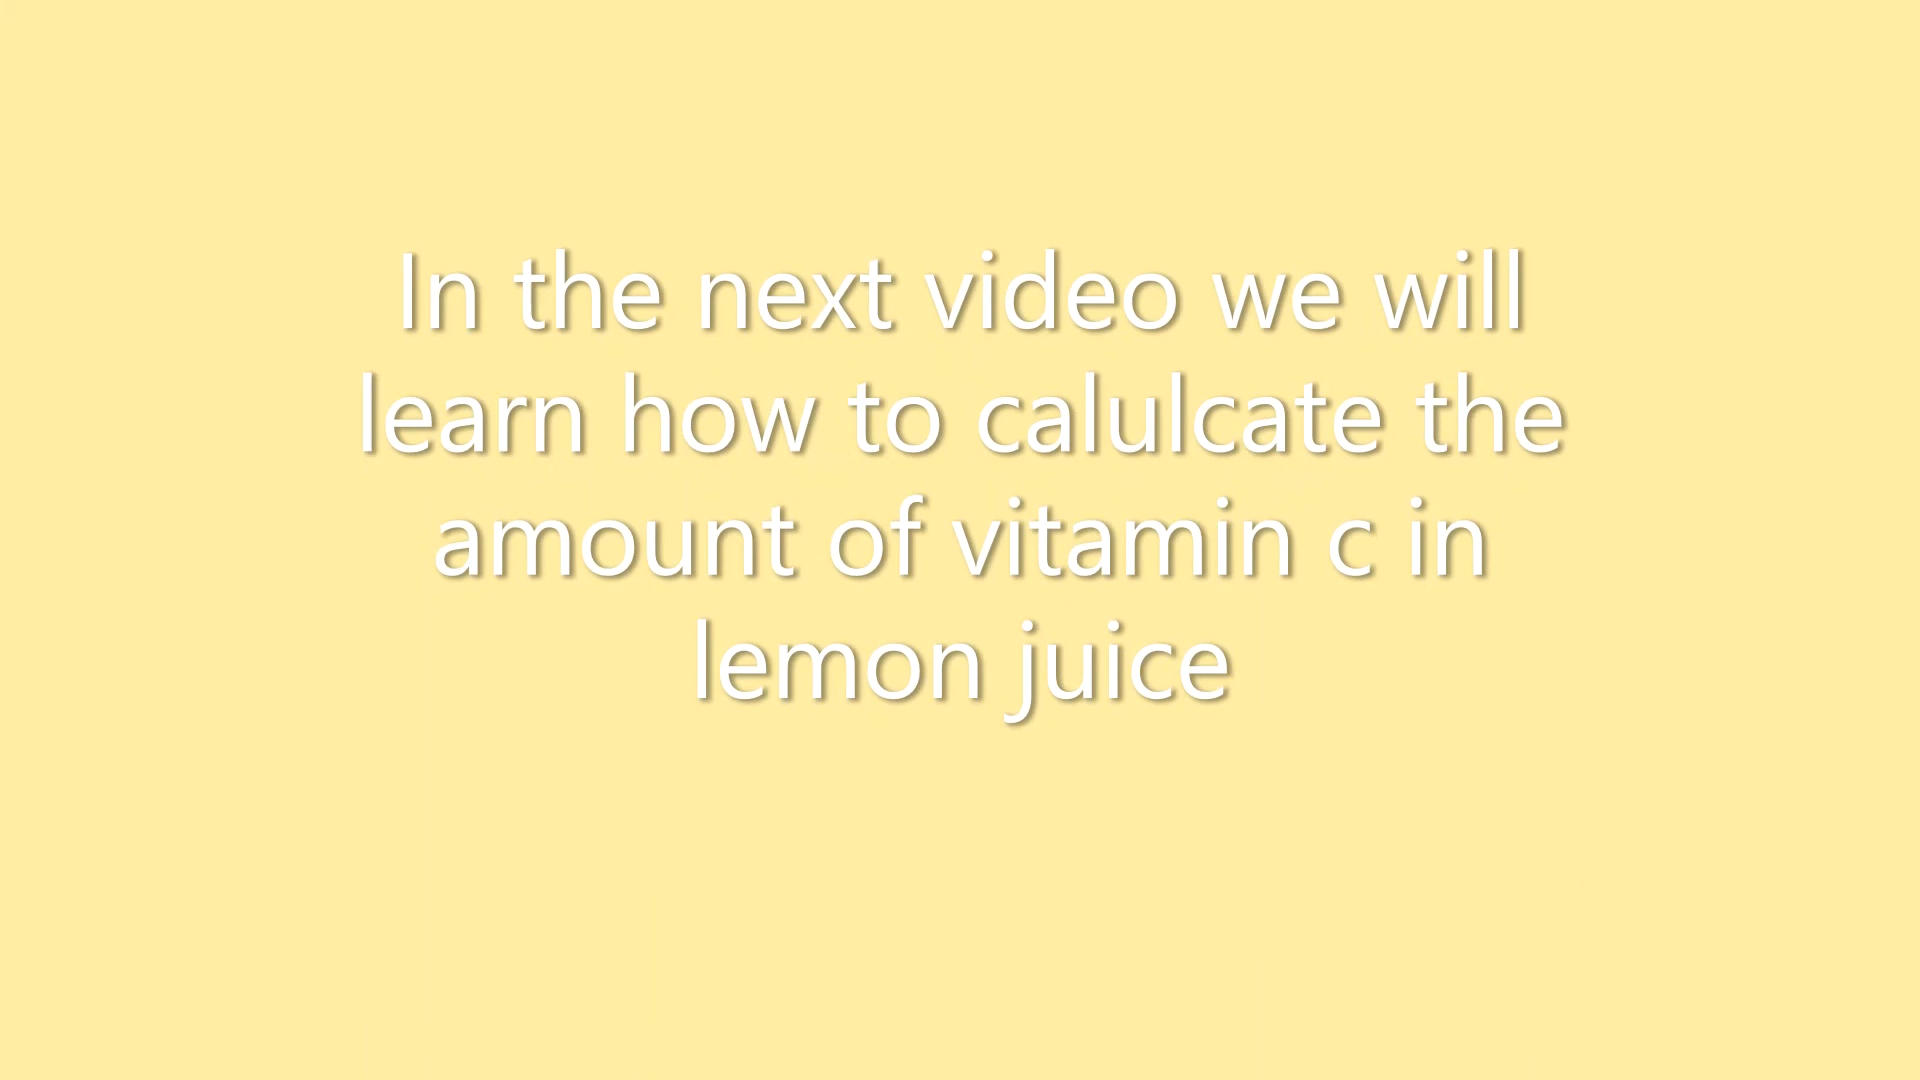 In the next video we will
learn how to calulcate the
amount of vitamin c in
lemon juice